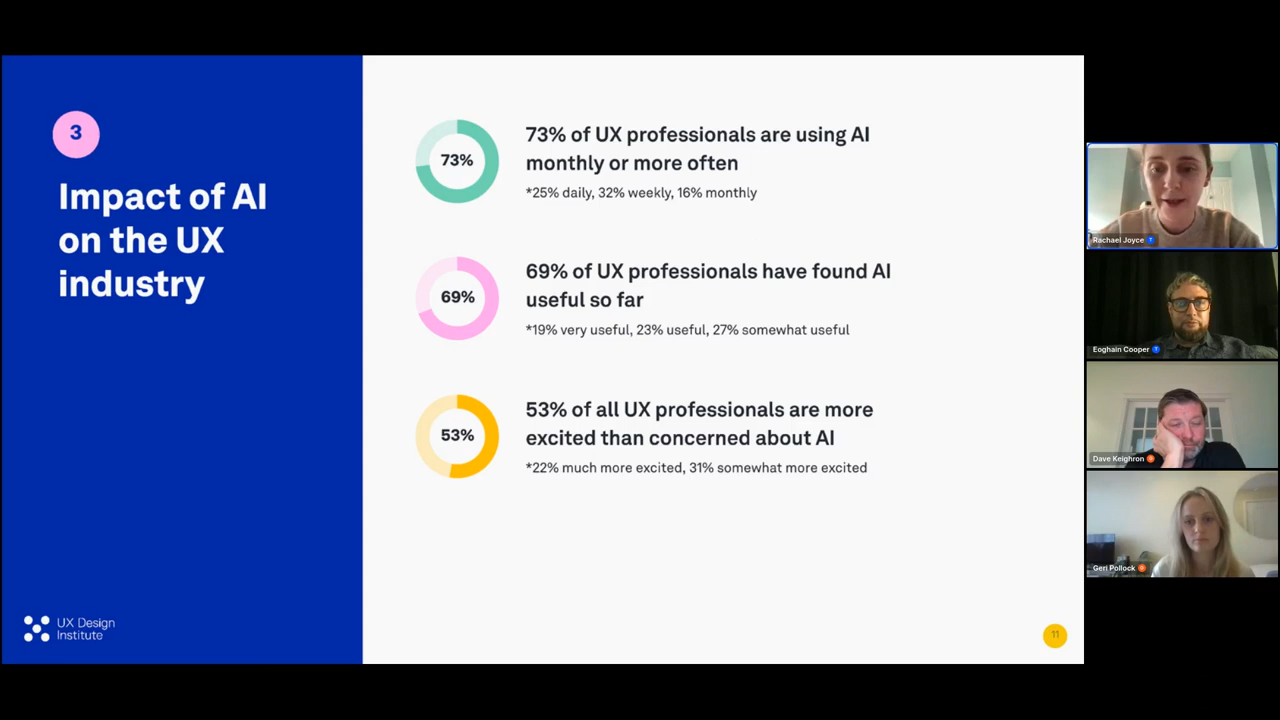 3
Impact of AI
on the UX
industry
73%
73% of UX professionals are using AI
monthly or more often
*25% daily, 32% weekly, 16% monthly
69%
69% of UX professionals have found AI
useful so far
*19% very useful, 23% useful, 27% somewhat useful
53%
53% of all UX professionals are more
excited than concerned about AI
*22% much more excited, 31% somewhat more excited
UX Design
Institute
11
Rachael Joyce
Eoghain Cooper
Dave Keighron
Geri Pollock